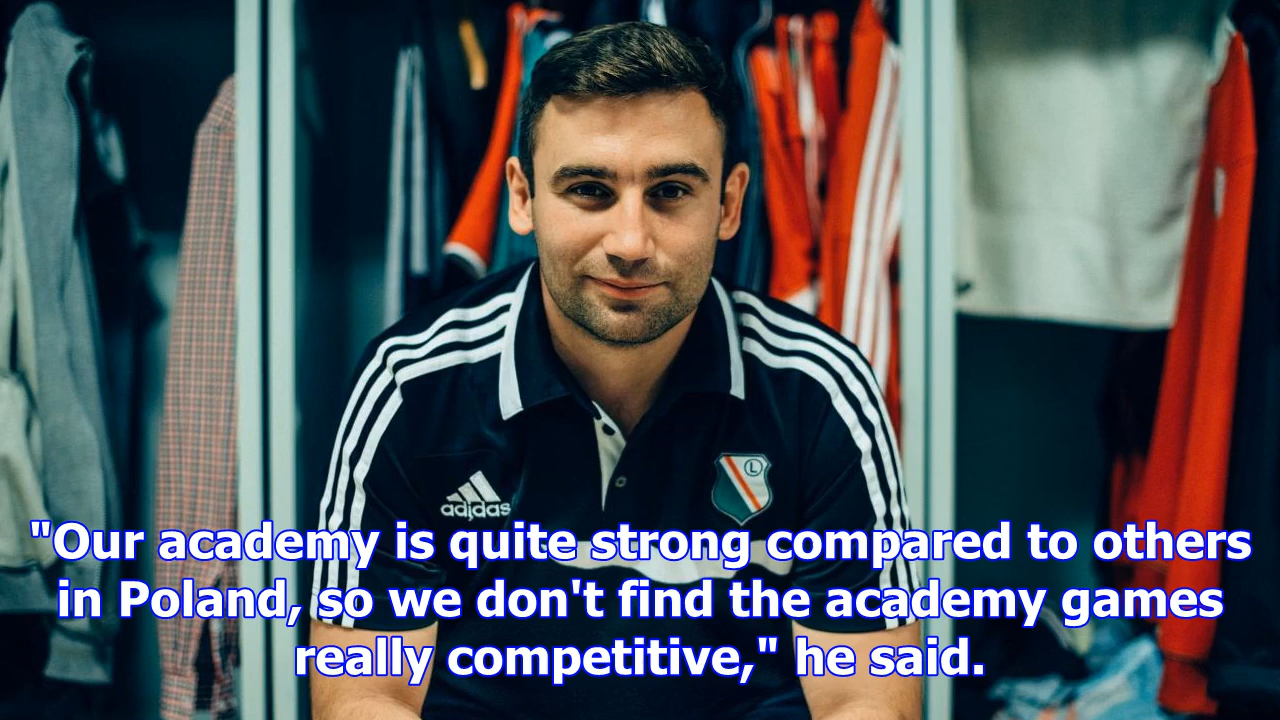 adidas
L
"Our academy is quite strong compared to others
in Poland, so we don't find the academy games
really competitive," he said.